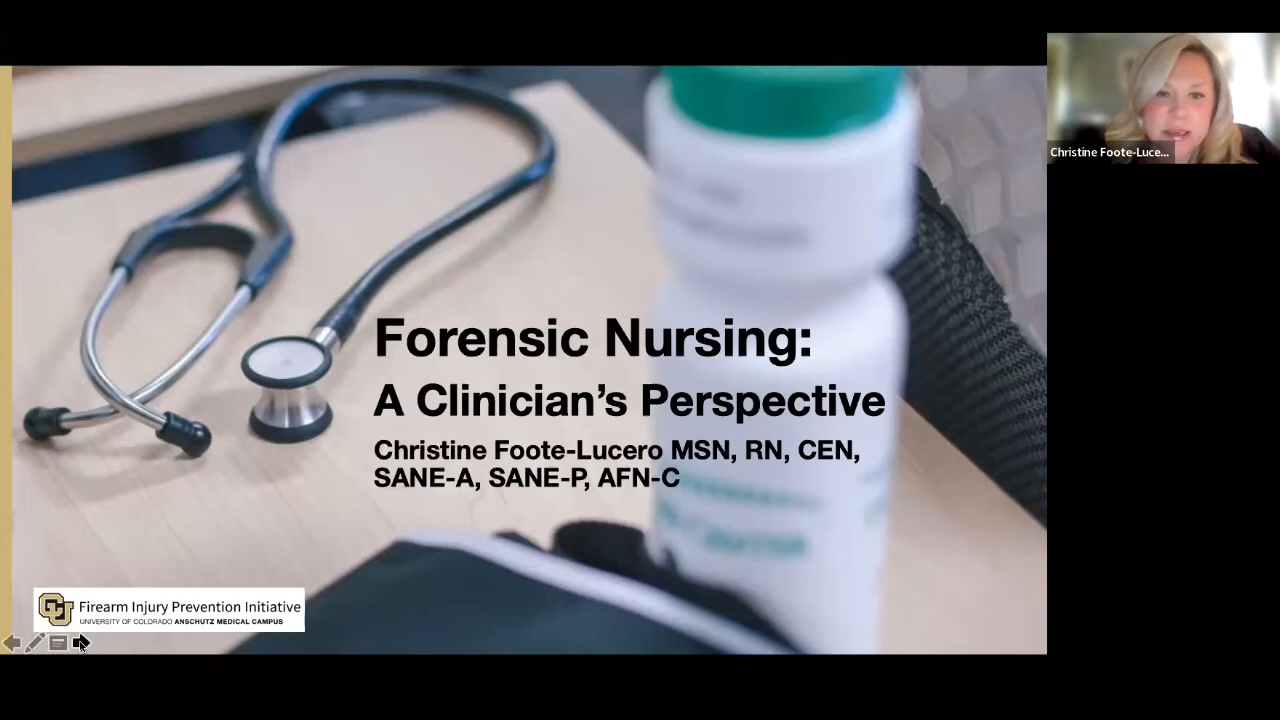 Forensic Nursing:
A Clinician's Perspective
Christine Foote-Lucero MSN, RN, CEN,
SANE-A, SANE-P, AFN-C
Firearm Injury Prevention Initiative
UNIVERSITY OF COLORADO ANSCHUTZ MEDICAL CAMPUS
Christine Foote-Luce...